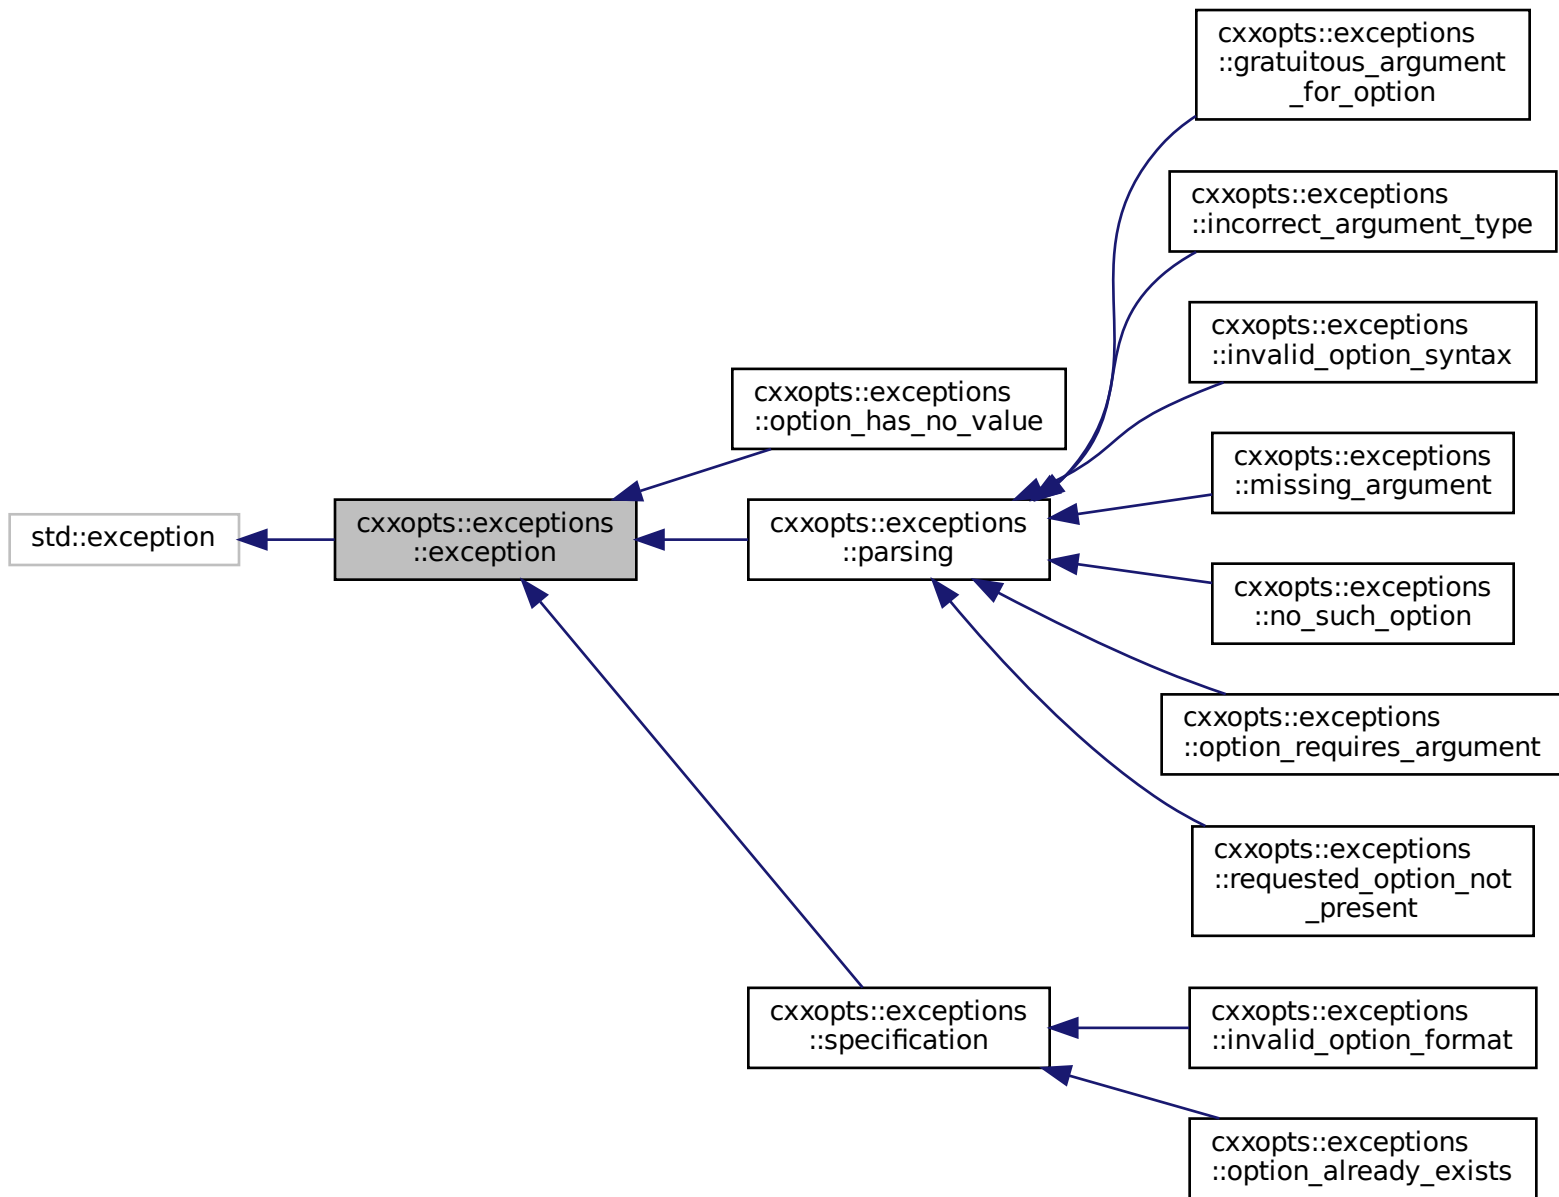 cxxopts::exceptions
::gratuitous_argument
_for_option
cxxopts::exceptions
::incorrect_argument_type
cxxopts::exceptions
::invalid_option_syntax
cxxopts::exceptions
::option_has_no_value
cxxopts::exceptions
::missing_argument
std::exception
cxxopts::exceptions
::exception
cxxopts::exceptions
::parsing
cxxopts::exceptions
::no_such_option
cxxopts::exceptions
::option_requires_argument
cxxopts::exceptions
::requested_option_not
_present
cxxopts::exceptions
::specification
cxxopts::exceptions
::invalid_option_format
cxxopts::exceptions
::option_already_exists